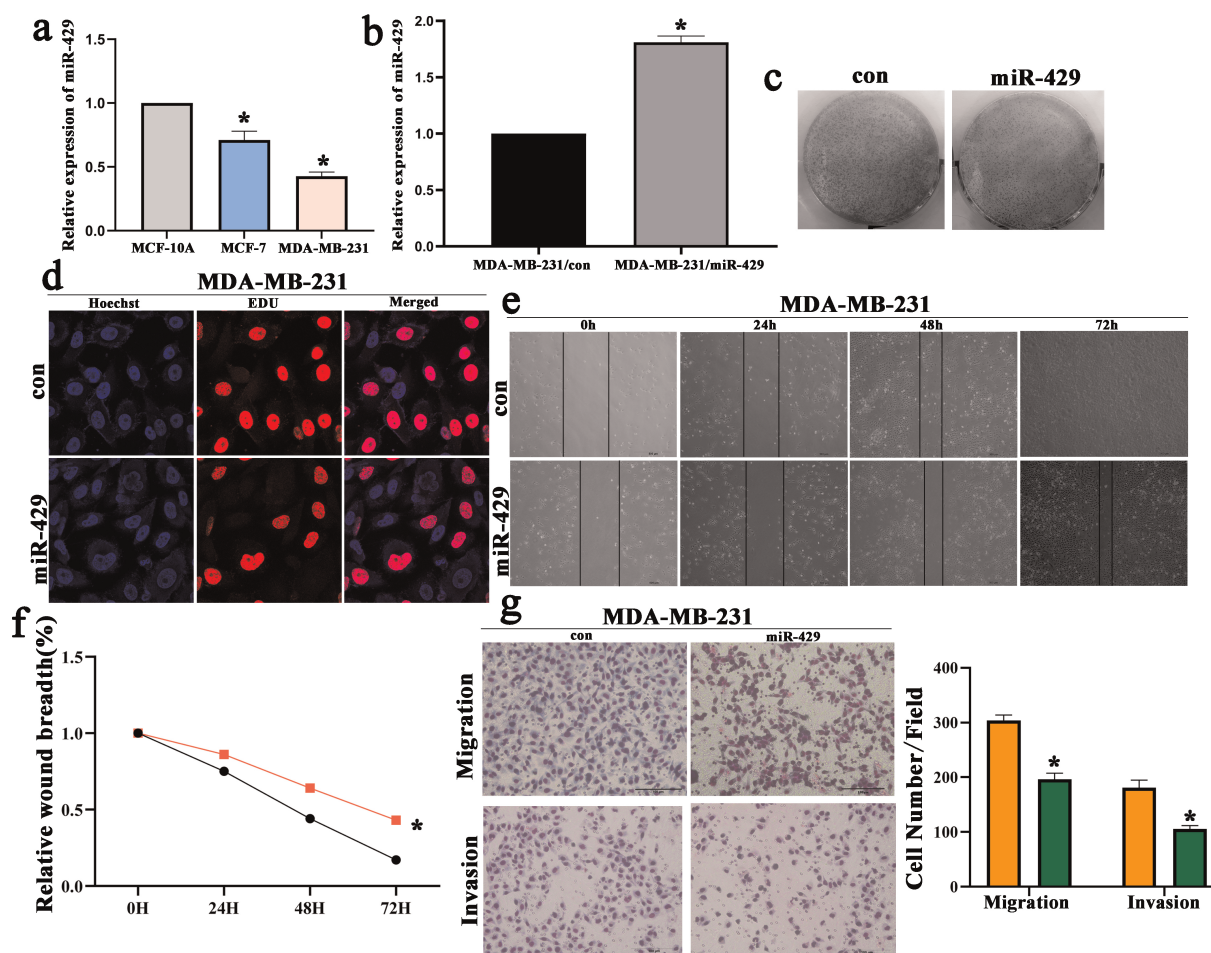 a
Relative expression of miR-429
1.5
1.0
0.5
0.0
*
*
MCF-10A MCF-7 MDA-MB-231
b
Relative expression of miR-429
2.0
1.5
1.0
0.5
0.0
*
MDA-MB-231/con MDA-MB-231/miR-429
c
con miR-429
d
MDA-MB-231
Hoechst EDU Merged
con
miR-429
e
MDA-MB-231
0h 24h 48h 72h
con
miR-429
f
Relative wound breadth(%)
1.5
1.0
0.5
0.0
*
0H 24H 48H 72H
g
MDA-MB-231
con miR-429
Migration
Invasion
Cell Number/Field
400
300
200
100
0
*
*
Migration Invasion